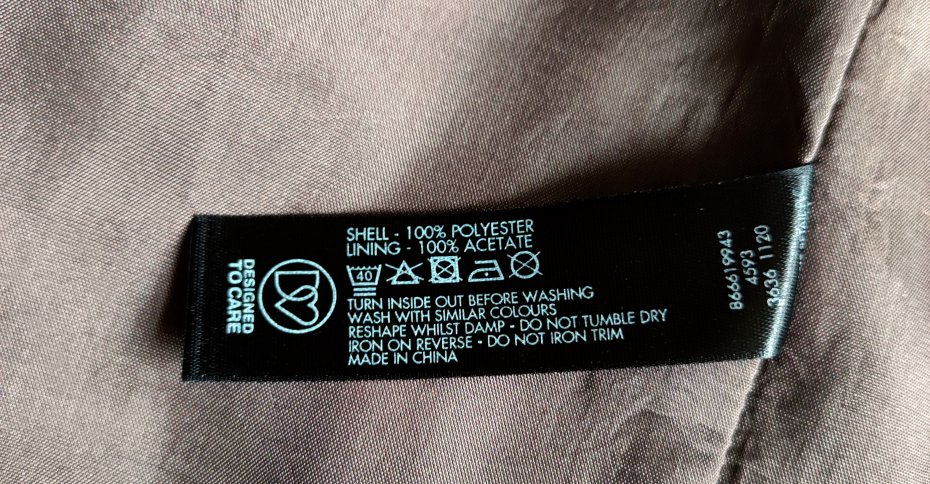 DESIGNED
TO CARE
SHELL - 100% POLYESTER
LINING - 100% ACETATE
40
TURN INSIDE OUT BEFORE WASHING
WASH WITH SIMILAR COLOURS
RESHAPE WHILST DAMP - DO NOT TUMBLE DRY
IRON ON REVERSE - DO NOT IRON TRIM
MADE IN CHINA
866619943
4593
3636 1120